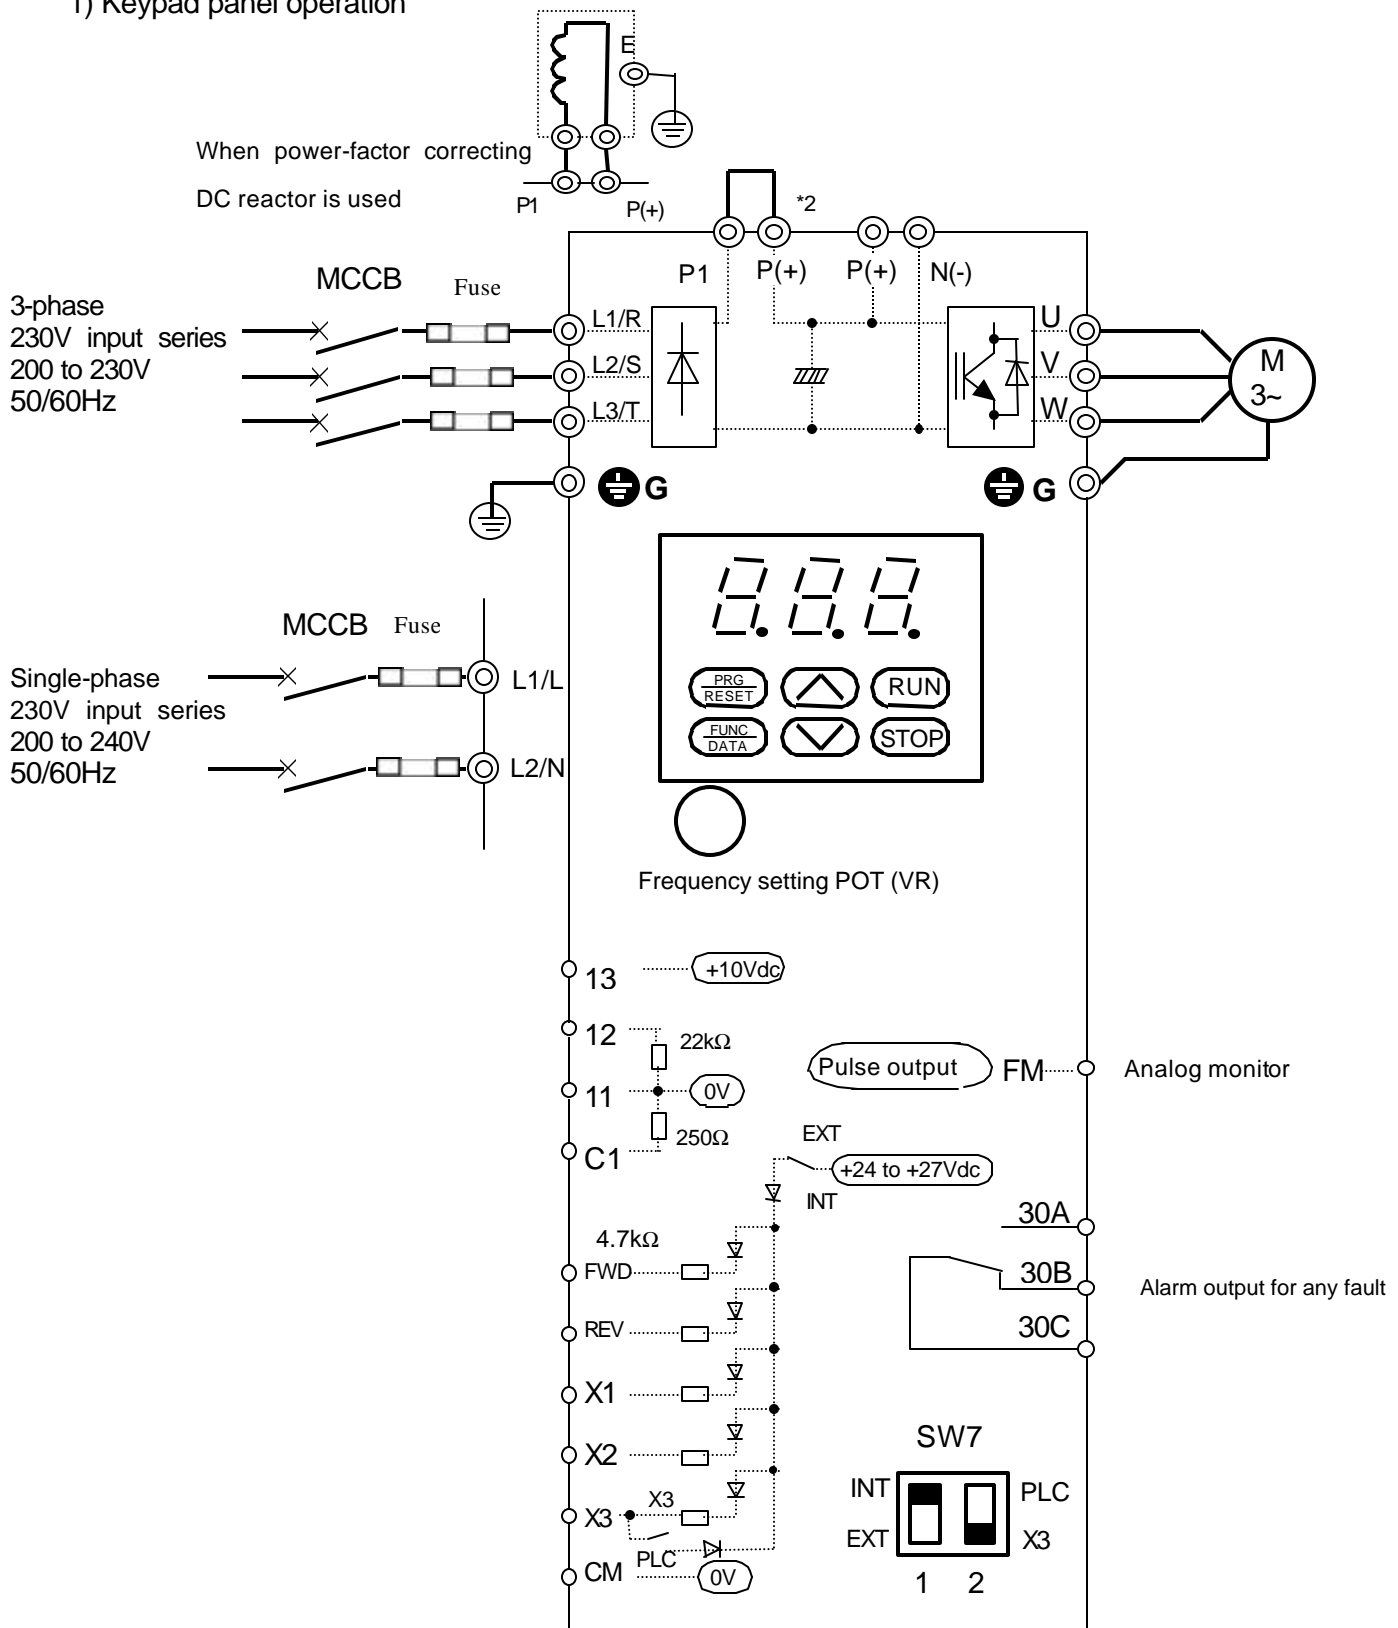 1) Keypad panel operation
E
When power-factor correcting
DC reactor is used
P1
P(+)
*2
P1
P(+)
P(+)
N(-)
MCCB
Fuse
3-phase
230V input series
200 to 230V
50/60Hz
L1/R
L2/S
L3/T
U
V
W
M
3~
G
G
MCCB
Fuse
Single-phase
230V input series
200 to 240V
50/60Hz
L1/L
L2/N
8.8.8.
PRG
RESET
RUN
FUNC
DATA
STOP
Frequency setting POT (VR)
13
+10Vdc
12
22kΩ
11
0V
250Ω
C1
Pulse output
FM
Analog monitor
EXT
+24 to +27Vdc
INT
4.7kΩ
FWD
REV
X1
X2
X3
X3
PLC
CM
0V
30A
30B
30C
Alarm output for any fault
SW7
INT
PLC
EXT
X3
1 2